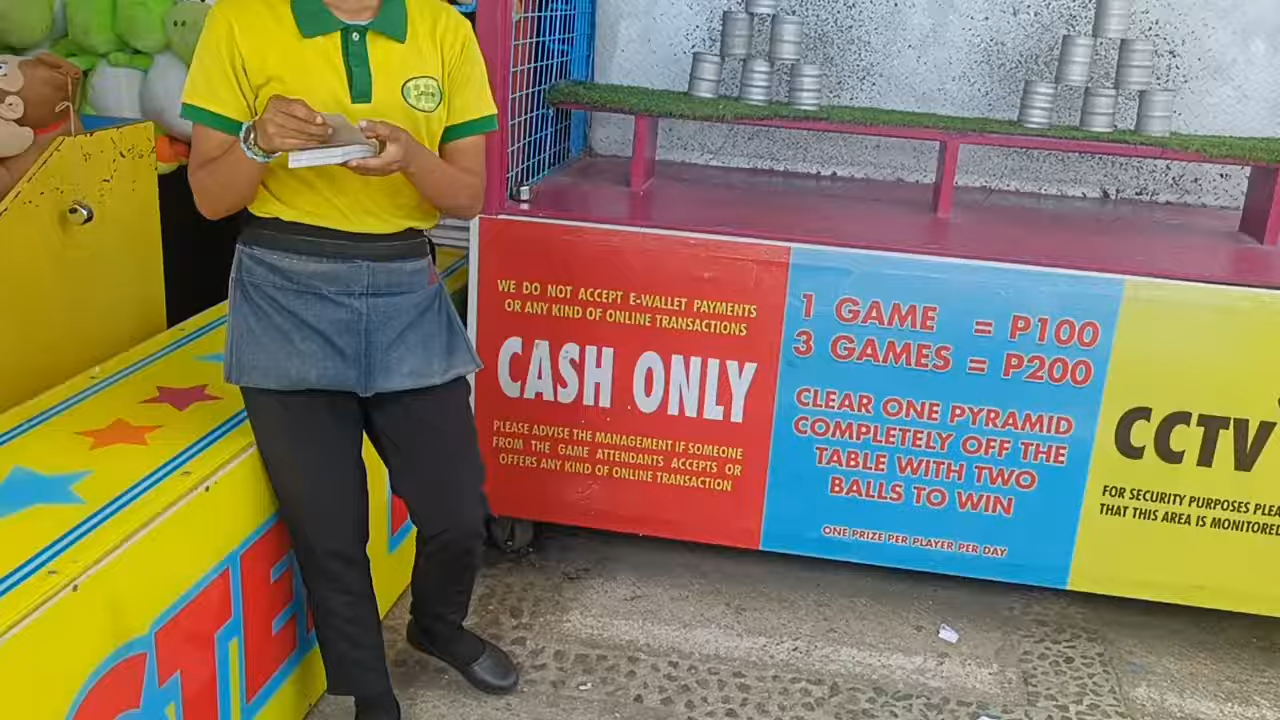 WE DO NOT ACCEPT E-WALLET PAYMENTS
OR ANY KIND OF ONLINE TRANSACTIONS
CASH ONLY
PLEASE ADVISE THE MANAGEMENT IF SOMEONE
FROM THE GAME ATTENDANTS ACCEPTS OR
OFFERS ANY KIND OF ONLINE TRANSACTION
1 GAME = P100
3 GAMES = P200
CLEAR ONE PYRAMID
COMPLETELY OFF THE
TABLE WITH TWO
BALLS TO WIN
ONE PRIZE PER PLAYER PER DAY
CCTV
FOR SECURITY PURPOSES
THAT THIS AREA IS